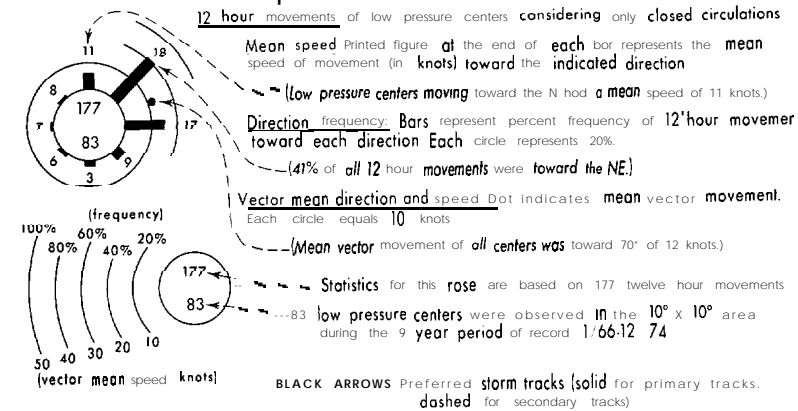 12 hour movements of low pressure centers considering only closed circulations
Mean speed Printed figure at the end of each bor represents the mean
speed of movement (in knots) toward the indicated direction
(Low pressure centers moving toward the N hod a mean speed of 11 knots.)
Direction frequency: Bars represent percent frequency of 12'hour movemer
toward each direction Each circle represents 20%.
(41% of all 12 hour movements were toward the NE.)
Vector mean direction and speed Dot indicates mean vector movement.
Each circle equals 10 knots
(Mean vector movement of all centers was toward 70° of 12 knots.)
Statistics for this rose are based on 177 twelve hour movements
---83 low pressure centers were observed in the 10° X 10° area
during the 9 year period of record 1/66-12 74
BLACK ARROWS Preferred storm tracks (solid for primary tracks.
dashed for secondary tracks)
11
18
8
177
7
17
83
6
9
3
(frequency)
100%
80%
60%
40%
20%
177
83
50
40
30
20
10
(vector mean speed knots)